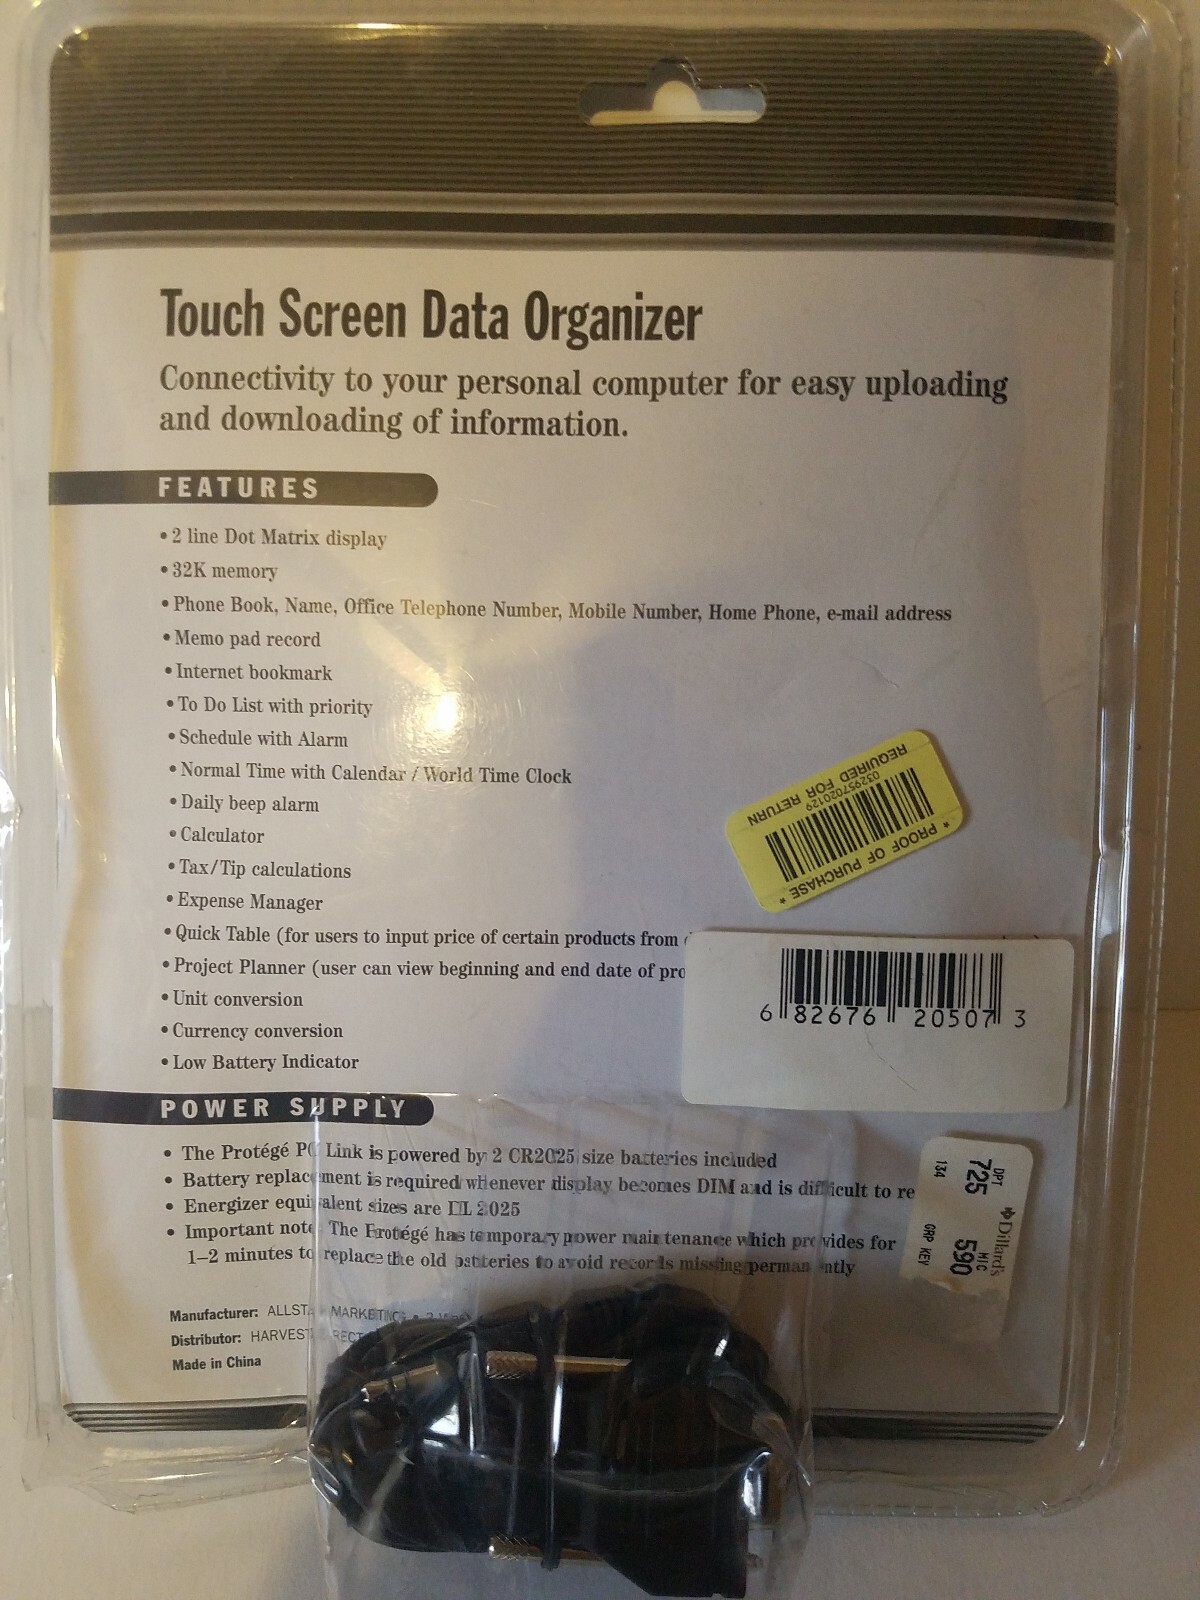 Touch Screen Data Organizer
Connectivity to your personal computer for easy uploading
and downloading of information.
FEATURES
• 2 line Dot Matrix display
• 32K memory
• Phone Book, Name, Office Telephone Number, Mobile Number, Home Phone, e-mail address
• Memo pad record
• Internet bookmark
• To Do List with priority
• Schedule with Alarm
• Normal Time with Calendar / World Time Clock
• Daily beep alarm
• Calculator
• Tax/Tip calculations
• Expense Manager
• Quick Table (for users to input price of certain products from
• Project Planner (user can view beginning and end date of
• Unit conversion
• Currency conversion
• Low Battery Indicator
* PROOF OF PURCHASE *
032957020129
REQUIRED FOR RETURN
6 82676 20507 3
POWER SUPPLY
• The Protégé PC Link is powered by 2 CR2025 size batteries included
• Battery replacement is required whenever display becomes DIM and is difficult to
• Energizer equivalent sizes are EL 2025
• Important note: The Protégé has temporary power maintenance which provides for
1–2 minutes to replace the old batteries to avoid records missing permanently
Dillard's
DPT MIC
725 590
134 GRP KEY
Manufacturer: MARKETING
Distributor: HARVEST
Made in China